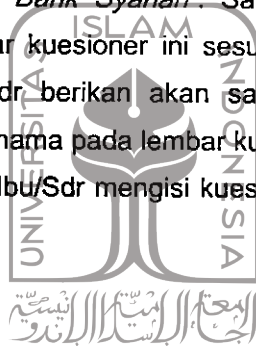 Bank Syariah". Sa
ar kuesioner ini sesu
dr berikan akan sa
nama pada lembar ku
Ibu/Sdr mengisi kues
ISLAM
UNIVERSITAS
INDONESIA